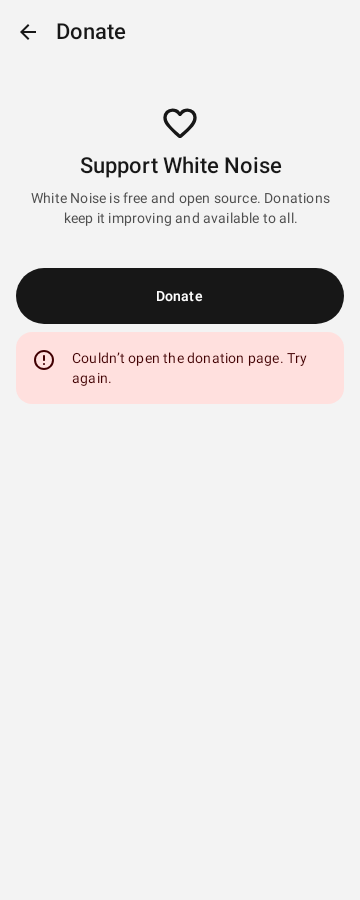 Donate
Support White Noise
White Noise is free and open source. Donations
keep it improving and available to all.
Donate
Couldn’t open the donation page. Try
again.